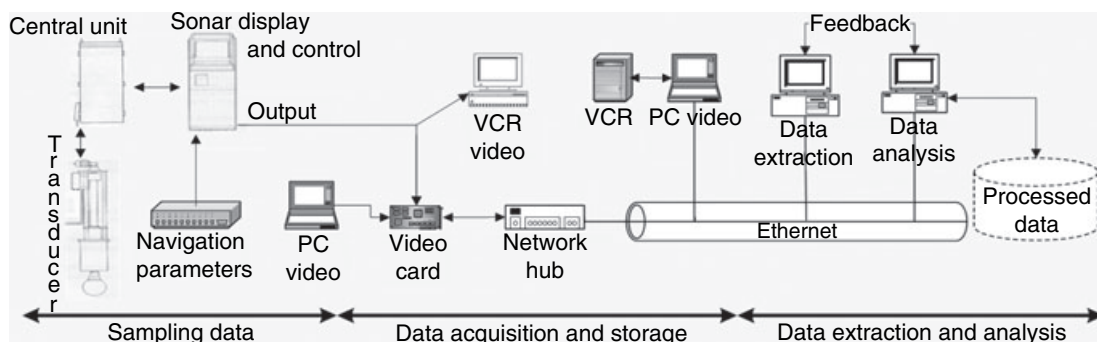 Central unit
Sonar display
and control
Feedback
Output
VCR
video
VCR
PC video
Data
extraction
Data
analysis
Transducer
Navigation
parameters
PC
video
Video
card
Network
hub
Ethernet
Processed
data
Sampling data
Data acquisition and storage
Data extraction and analysis